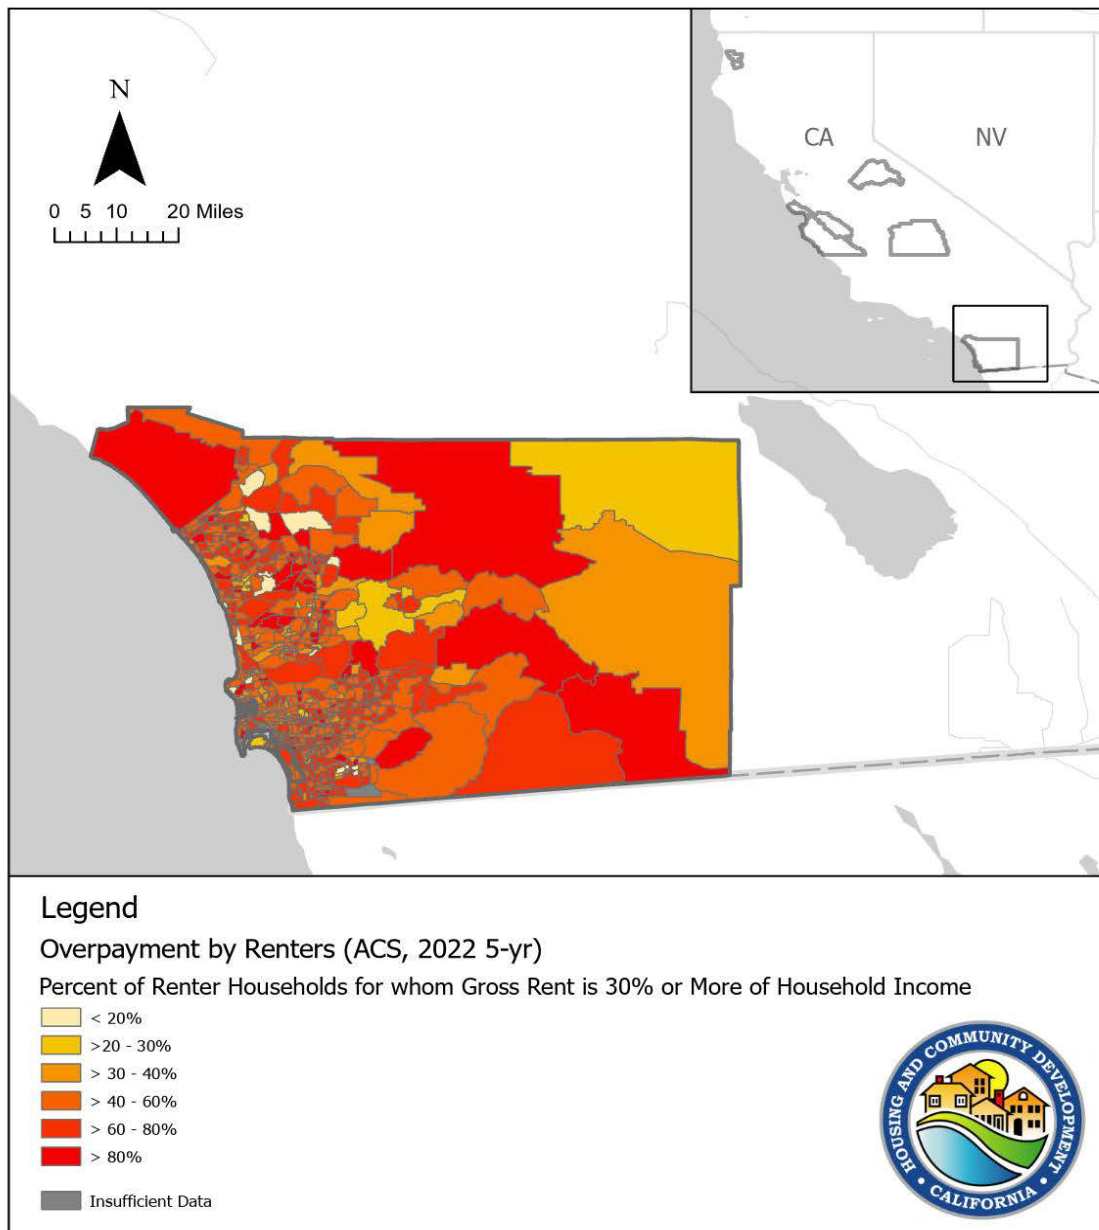 N
0 5 10 20 Miles
CA
NV
Legend
Overpayment by Renters (ACS, 2022 5-yr)
Percent of Renter Households for whom Gross Rent is 30% or More of Household Income
< 20%
>20 - 30%
> 30 - 40%
> 40 - 60%
> 60 - 80%
> 80%
Insufficient Data
HOUSING AND COMMUNITY DEVELOPMENT
• CALIFORNIA •